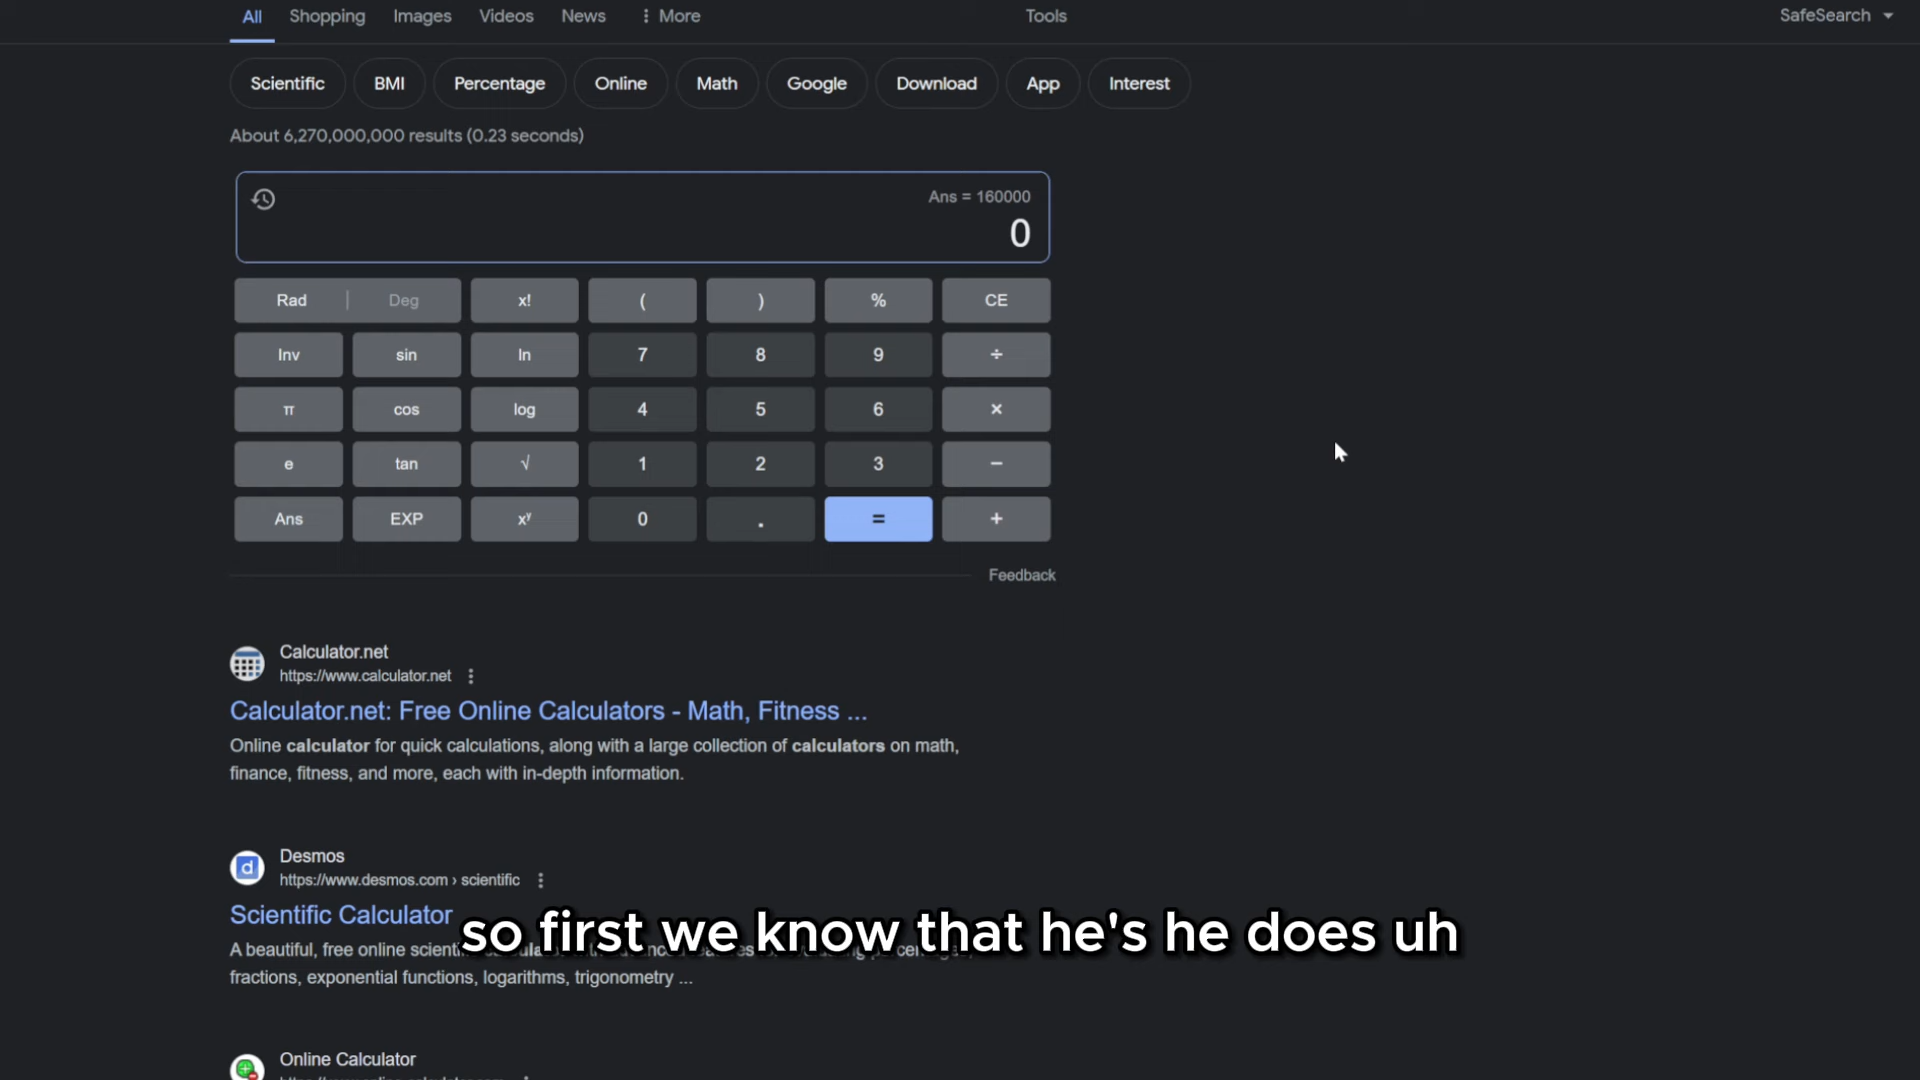 All Shopping Images Videos News More Tools SafeSearch
Scientific BMI Percentage Online Math Google Download App Interest
About 6,270,000,000 results (0.23 seconds)
Ans = 160000
0
Rad | Deg x! ( ) % CE
Inv sin ln 7 8 9 ÷
π cos log 4 5 6 ×
e tan √ 1 2 3 −
Ans EXP xʸ 0 . = +
Feedback
Calculator.net
https://www.calculator.net
Calculator.net: Free Online Calculators - Math, Fitness ...
Online calculator for quick calculations, along with a large collection of calculators on math,
finance, fitness, and more, each with in-depth information.
Desmos
https://www.desmos.com › scientific
Scientific Calculator
so first we know that he's he does uh
A beautiful, free online
fractions, exponential functions, logarithms, trigonometry ...
Online Calculator